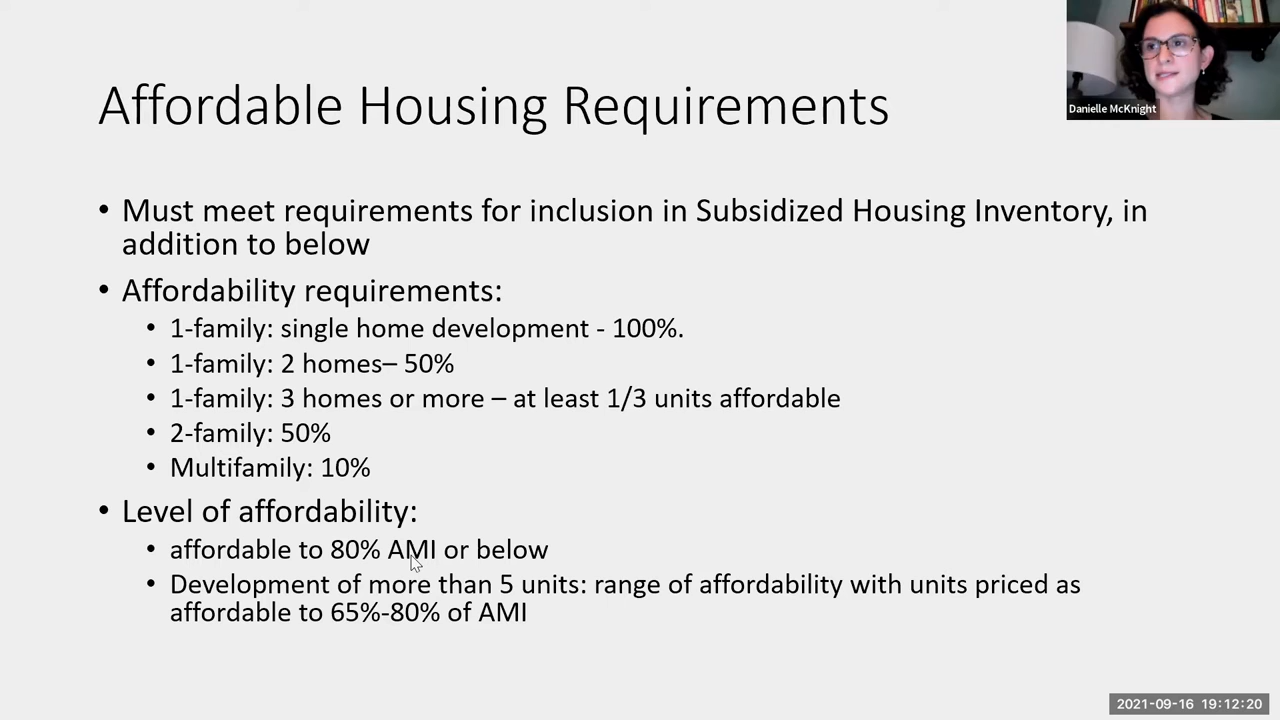 Affordable Housing Requirements
Danielle McKnight
• Must meet requirements for inclusion in Subsidized Housing Inventory, in
addition to below
• Affordability requirements:
• 1-family: single home development - 100%.
• 1-family: 2 homes– 50%
• 1-family: 3 homes or more – at least 1/3 units affordable
• 2-family: 50%
• Multifamily: 10%
• Level of affordability:
• affordable to 80% AMI or below
• Development of more than 5 units: range of affordability with units priced as
affordable to 65%-80% of AMI
2021-09-16 19:12:20